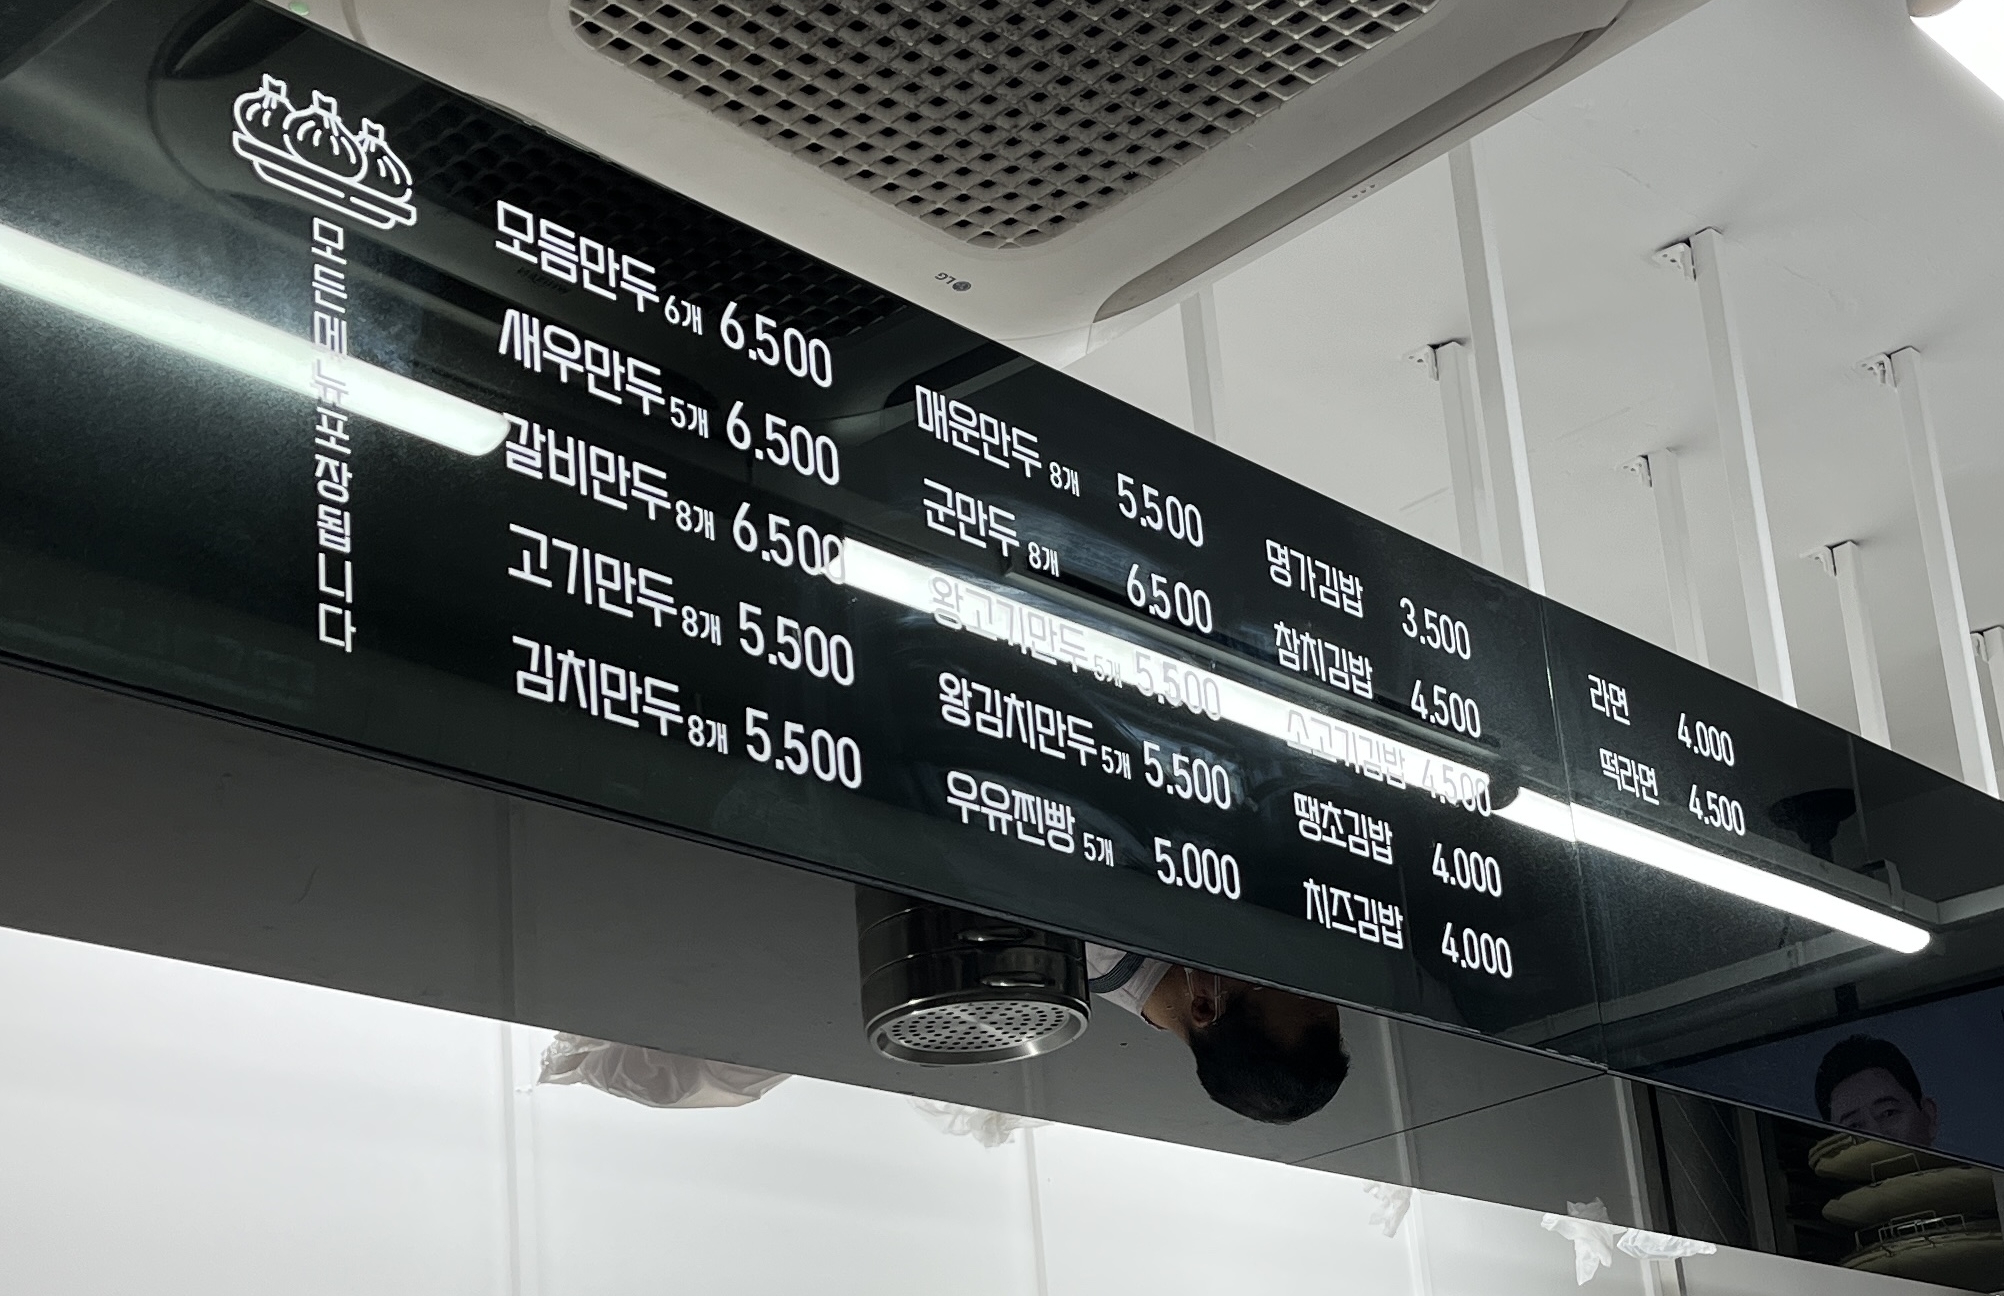 모든메뉴포장됩니다
모듬만두 6개 6.500
새우만두 5개 6.500
갈비만두 8개 6.500
고기만두 8개 5.500
김치만두 8개 5.500
매운만두 8개 5.500
군만두 8개 6.500
왕고기만두 5개 5.500
왕김치만두 5개 5.500
우유찐빵 5개 5.000
명가김밥 3.500
참치김밥 4.500
소고기김밥 4.500
땡초김밥 4.000
치즈김밥 4.000
라면 4.000
떡라면 4.500
LG